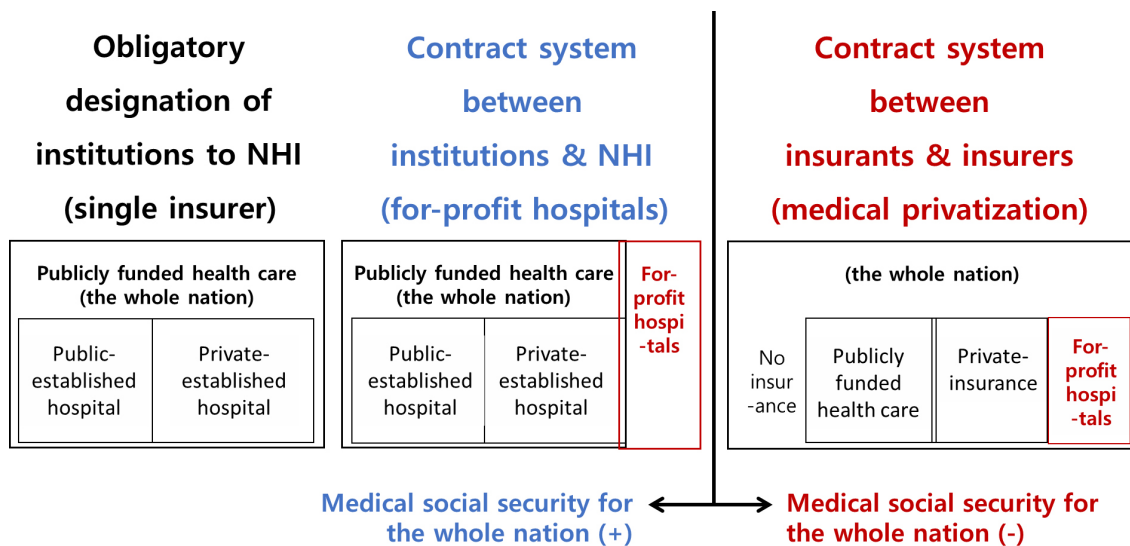 Obligatory
designation of
institutions to NHI
(single insurer)
Contract system
between
institutions & NHI
(for-profit hospitals)
Contract system
between
insurants & insurers
(medical privatization)
Publicly funded health care
(the whole nation)
Public-
established
hospital
Private-
established
hospital
Publicly funded health care
(the whole nation)
Public-
established
hospital
Private-
established
hospital
For-
profit
hospi
-tals
(the whole nation)
No
insur
-ance
Publicly
funded
health care
Private-
insurance
For-
profit
hospi
-tals
Medical social security for
the whole nation (+)
Medical social security for
the whole nation (-)